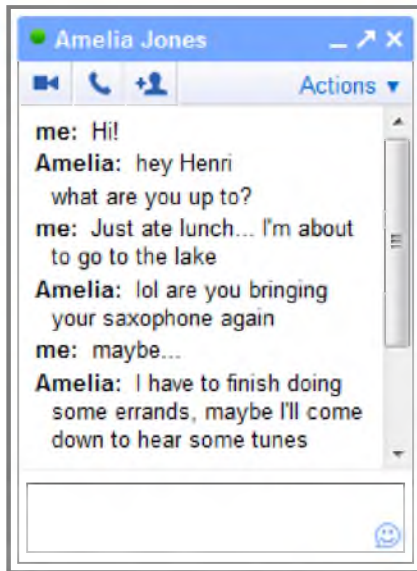 Amelia Jones
Actions
me: Hi!
Amelia: hey Henri
what are you up to?
me: Just ate lunch... I'm about
to go to the lake
Amelia: lol are you bringing
your saxophone again
me: maybe...
Amelia: I have to finish doing
some errands, maybe I'll come
down to hear some tunes